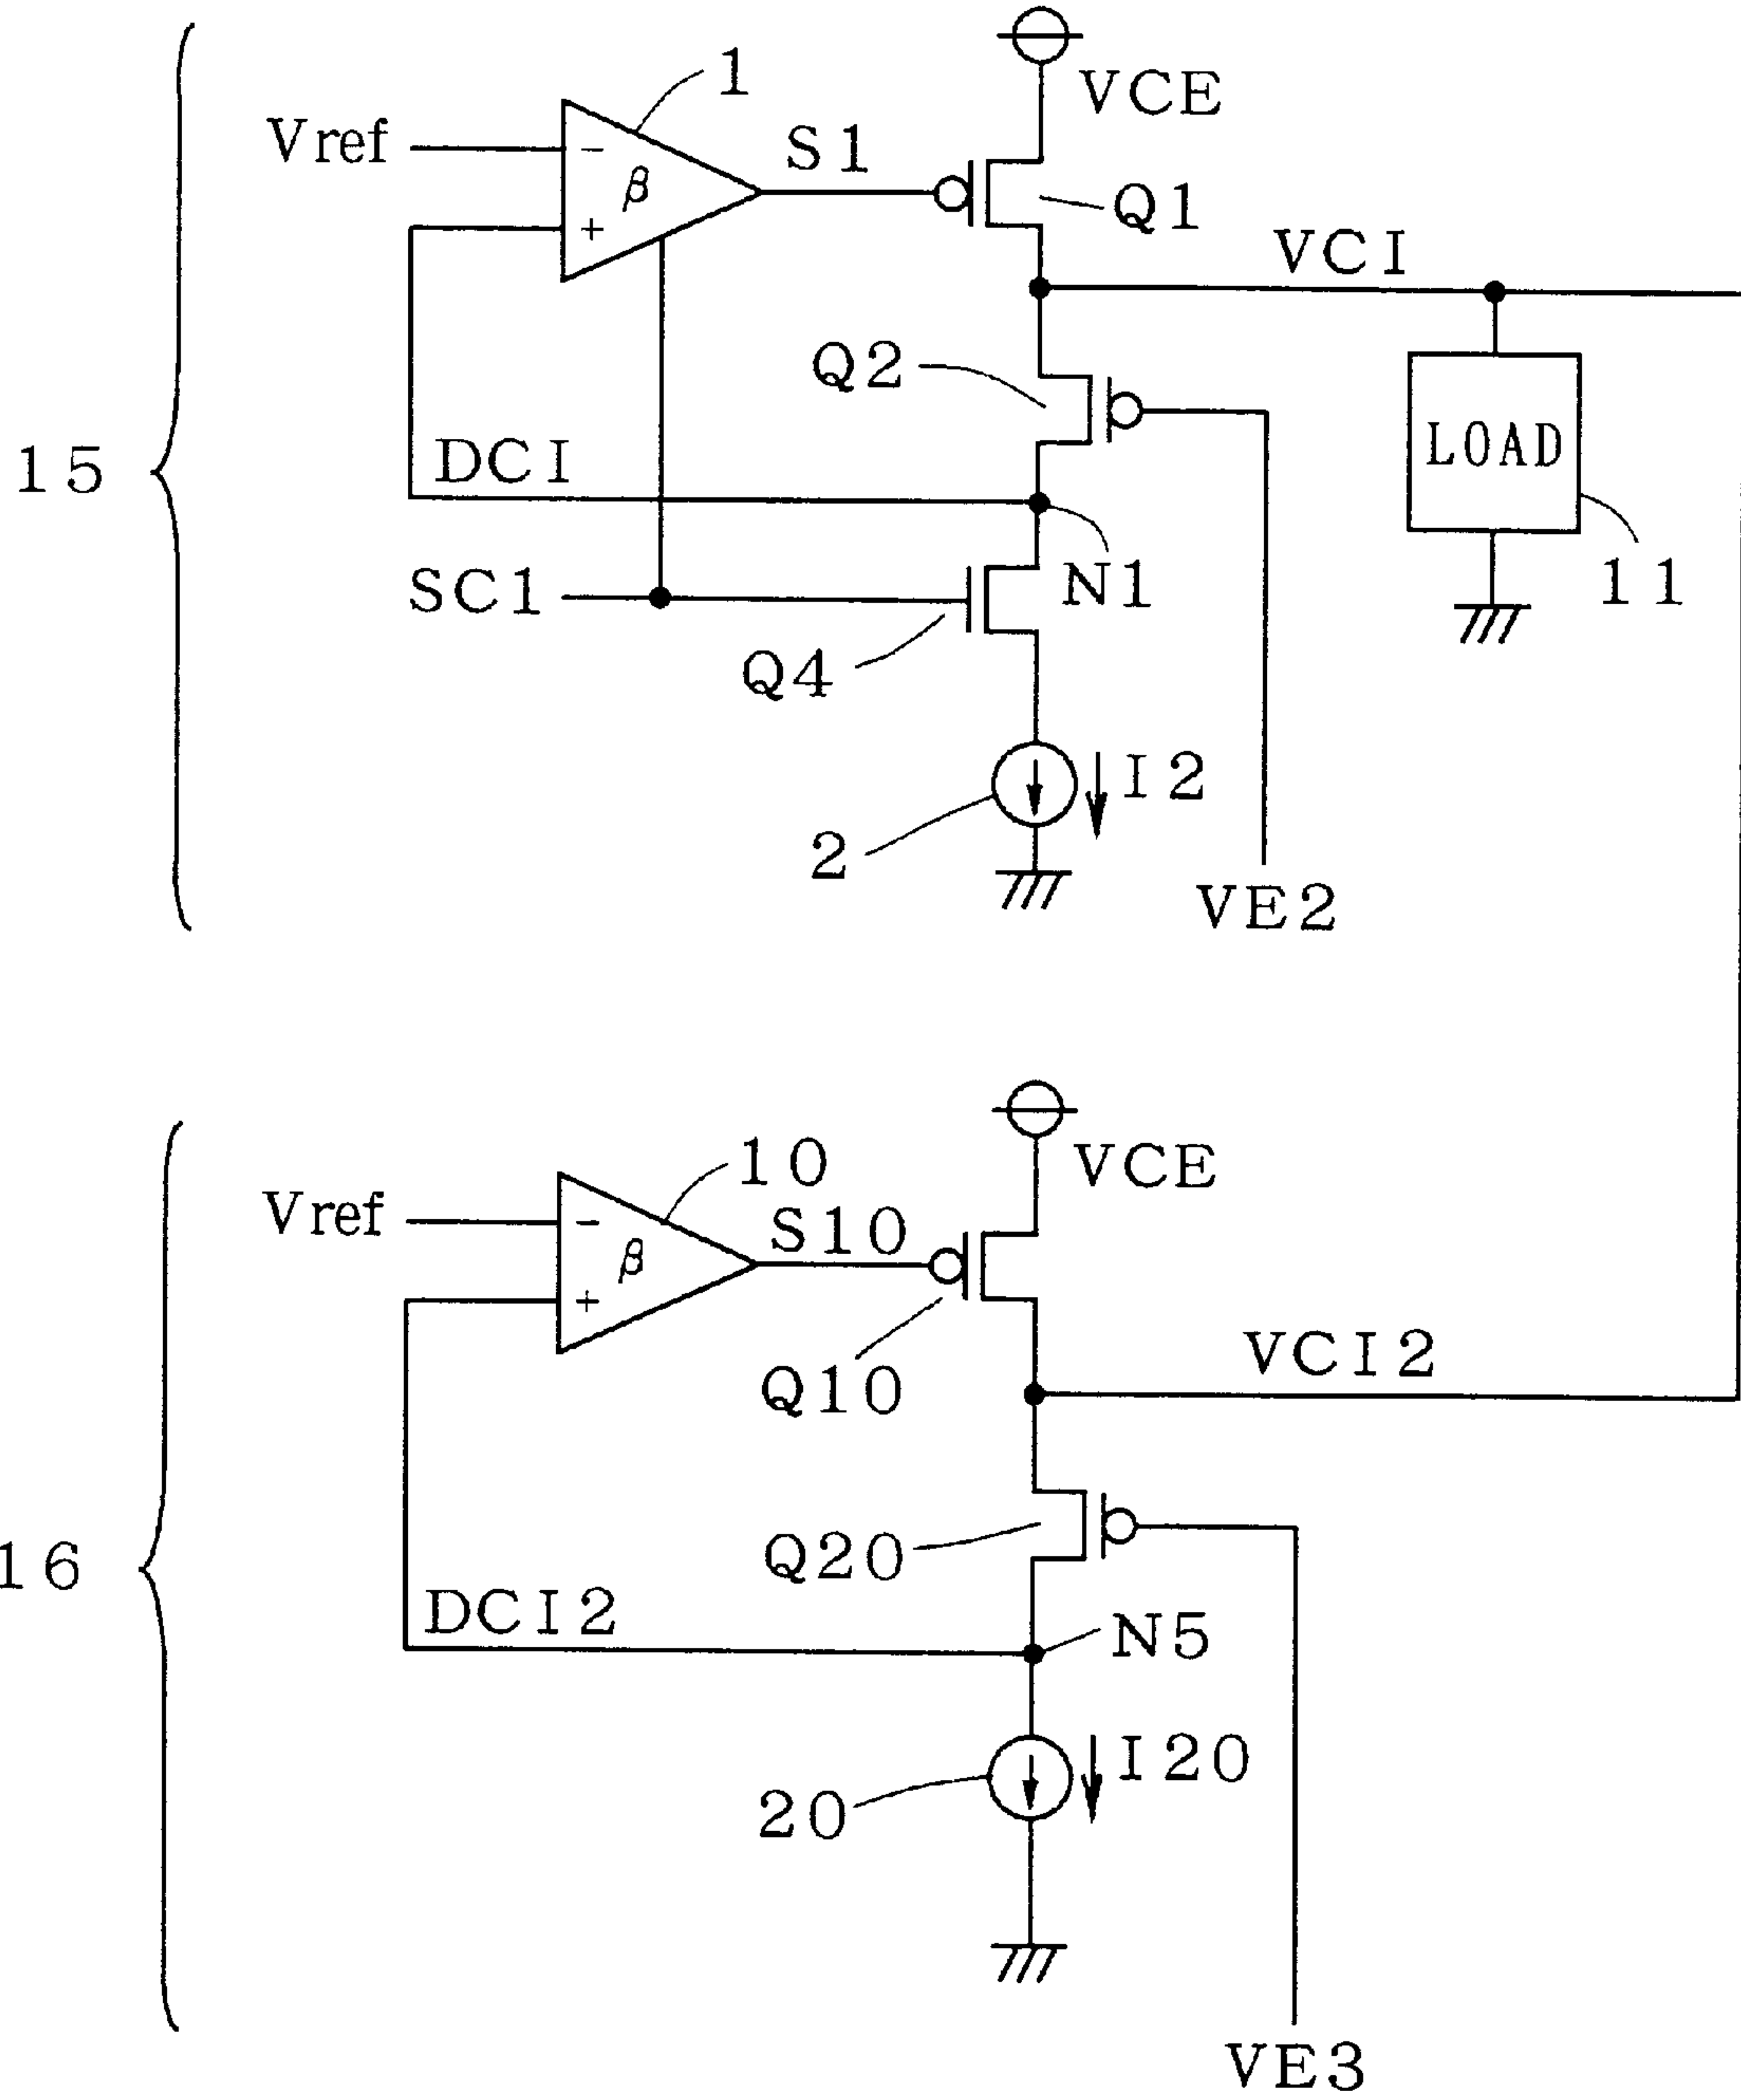 1
VCE
Vref
−
β
+
S1
Q1
VCI
Q2
LOAD
15
DCI
11
SC1
N1
Q4
I2
2
VE2
10
VCE
Vref
−
β
+
S10
VCI2
Q10
16
Q20
DCI2
N5
I20
20
VE3